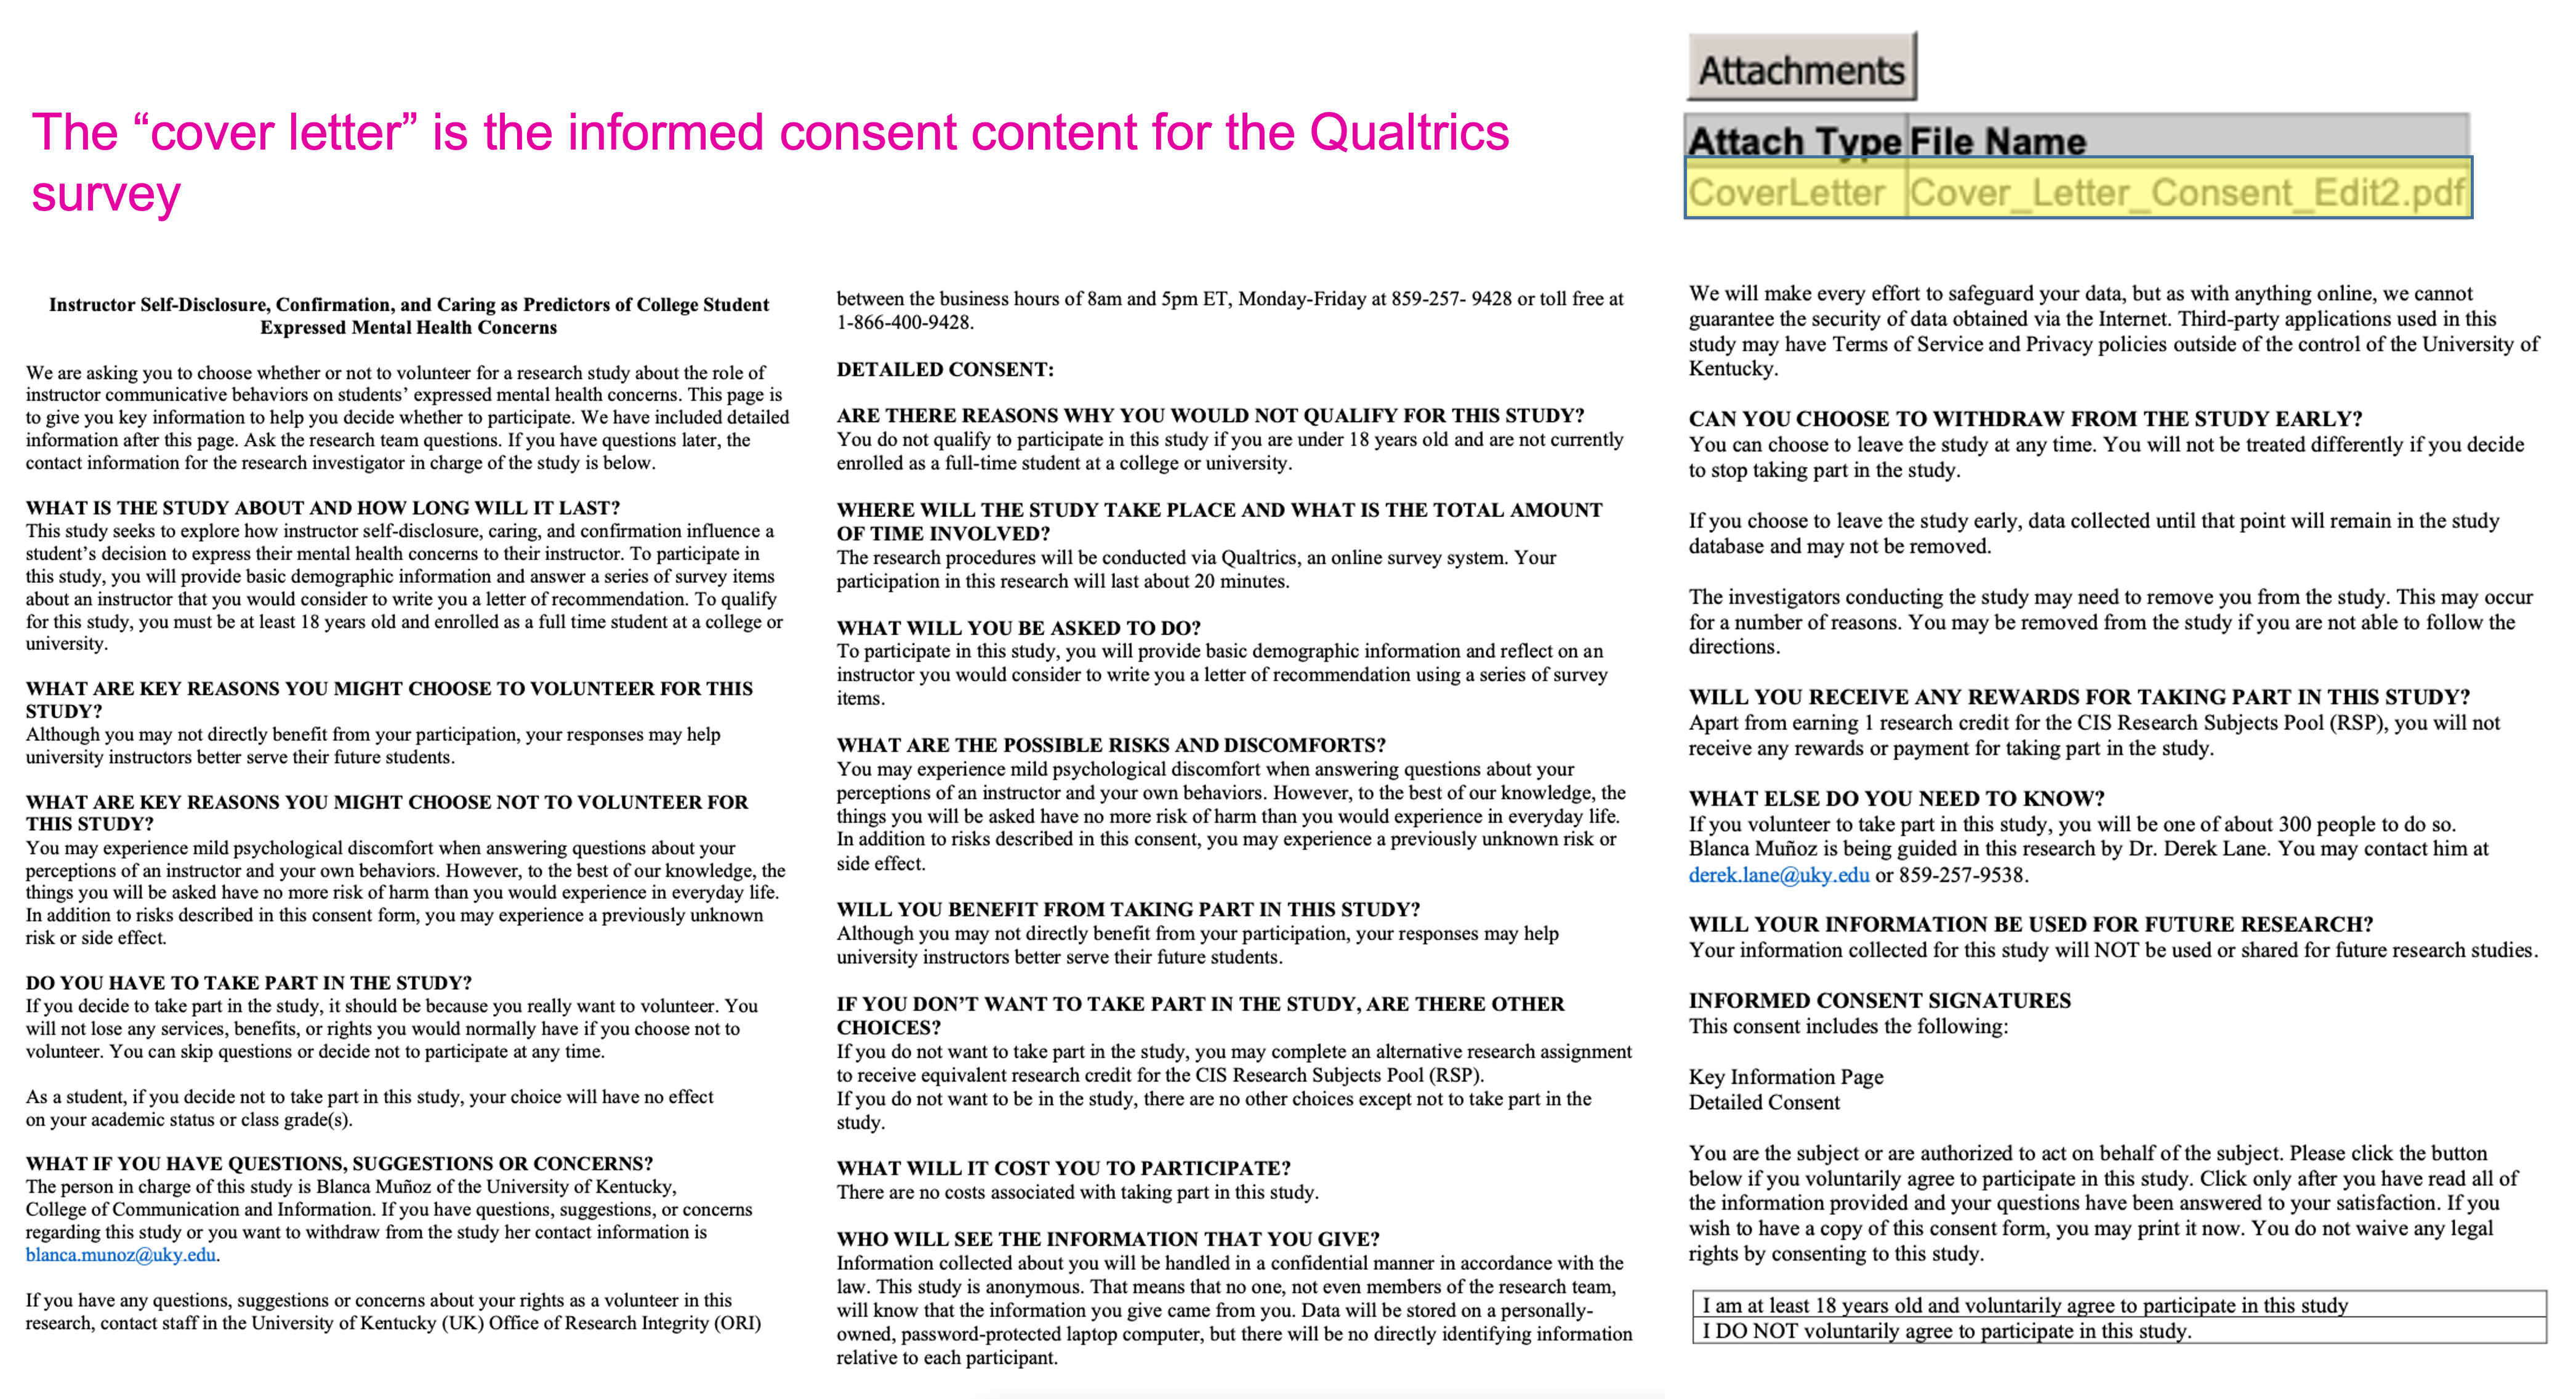 The “cover letter” is the informed consent content for the Qualtrics
survey
Attachments
Attach Type File Name
CoverLetter Cover_Letter_Consent_Edit2.pdf
Instructor Self-Disclosure, Confirmation, and Caring as Predictors of College Student
Expressed Mental Health Concerns
We are asking you to choose whether or not to volunteer for a research study about the role of
instructor communicative behaviors on students’ expressed mental health concerns. This page is
to give you key information to help you decide whether to participate. We have included detailed
information after this page. Ask the research team questions. If you have questions later, the
contact information for the research investigator in charge of the study is below.
WHAT IS THE STUDY ABOUT AND HOW LONG WILL IT LAST?
This study seeks to explore how instructor self-disclosure, caring, and confirmation influence a
student’s decision to express their mental health concerns to their instructor. To participate in
this study, you will provide basic demographic information and answer a series of survey items
about an instructor that you would consider to write you a letter of recommendation. To qualify
for this study, you must be at least 18 years old and enrolled as a full time student at a college or
university.
WHAT ARE KEY REASONS YOU MIGHT CHOOSE TO VOLUNTEER FOR THIS
STUDY?
Although you may not directly benefit from your participation, your responses may help
university instructors better serve their future students.
WHAT ARE KEY REASONS YOU MIGHT CHOOSE NOT TO VOLUNTEER FOR
THIS STUDY?
You may experience mild psychological discomfort when answering questions about your
perceptions of an instructor and your own behaviors. However, to the best of our knowledge, the
things you will be asked have no more risk of harm than you would experience in everyday life.
In addition to risks described in this consent form, you may experience a previously unknown
risk or side effect.
DO YOU HAVE TO TAKE PART IN THE STUDY?
If you decide to take part in the study, it should be because you really want to volunteer. You
will not lose any services, benefits, or rights you would normally have if you choose not to
volunteer. You can skip questions or decide not to participate at any time.
As a student, if you decide not to take part in this study, your choice will have no effect
on your academic status or class grade(s).
WHAT IF YOU HAVE QUESTIONS, SUGGESTIONS OR CONCERNS?
The person in charge of this study is Blanca Muñoz of the University of Kentucky,
College of Communication and Information. If you have questions, suggestions, or concerns
regarding this study or you want to withdraw from the study her contact information is
blanca.munoz@uky.edu.
If you have any questions, suggestions or concerns about your rights as a volunteer in this
research, contact staff in the University of Kentucky (UK) Office of Research Integrity (ORI)
between the business hours of 8am and 5pm ET, Monday-Friday at 859-257- 9428 or toll free at
1-866-400-9428.
DETAILED CONSENT:
ARE THERE REASONS WHY YOU WOULD NOT QUALIFY FOR THIS STUDY?
You do not qualify to participate in this study if you are under 18 years old and are not currently
enrolled as a full-time student at a college or university.
WHERE WILL THE STUDY TAKE PLACE AND WHAT IS THE TOTAL AMOUNT
OF TIME INVOLVED?
The research procedures will be conducted via Qualtrics, an online survey system. Your
participation in this research will last about 20 minutes.
WHAT WILL YOU BE ASKED TO DO?
To participate in this study, you will provide basic demographic information and reflect on an
instructor you would consider to write you a letter of recommendation using a series of survey
items.
WHAT ARE THE POSSIBLE RISKS AND DISCOMFORTS?
You may experience mild psychological discomfort when answering questions about your
perceptions of an instructor and your own behaviors. However, to the best of our knowledge, the
things you will be asked have no more risk of harm than you would experience in everyday life.
In addition to risks described in this consent, you may experience a previously unknown risk or
side effect.
WILL YOU BENEFIT FROM TAKING PART IN THIS STUDY?
Although you may not directly benefit from your participation, your responses may help
university instructors better serve their future students.
IF YOU DON’T WANT TO TAKE PART IN THE STUDY, ARE THERE OTHER
CHOICES?
If you do not want to take part in the study, you may complete an alternative research assignment
to receive equivalent research credit for the CIS Research Subjects Pool (RSP).
If you do not want to be in the study, there are no other choices except not to take part in the
study.
WHAT WILL IT COST YOU TO PARTICIPATE?
There are no costs associated with taking part in this study.
WHO WILL SEE THE INFORMATION THAT YOU GIVE?
Information collected about you will be handled in a confidential manner in accordance with the
law. This study is anonymous. That means that no one, not even members of the research team,
will know that the information you give came from you. Data will be stored on a personally-
owned, password-protected laptop computer, but there will be no directly identifying information
relative to each participant.
We will make every effort to safeguard your data, but as with anything online, we cannot
guarantee the security of data obtained via the Internet. Third-party applications used in this
study may have Terms of Service and Privacy policies outside of the control of the University of
Kentucky.
CAN YOU CHOOSE TO WITHDRAW FROM THE STUDY EARLY?
You can choose to leave the study at any time. You will not be treated differently if you decide
to stop taking part in the study.
If you choose to leave the study early, data collected until that point will remain in the study
database and may not be removed.
The investigators conducting the study may need to remove you from the study. This may occur
for a number of reasons. You may be removed from the study if you are not able to follow the
directions.
WILL YOU RECEIVE ANY REWARDS FOR TAKING PART IN THIS STUDY?
Apart from earning 1 research credit for the CIS Research Subjects Pool (RSP), you will not
receive any rewards or payment for taking part in the study.
WHAT ELSE DO YOU NEED TO KNOW?
If you volunteer to take part in this study, you will be one of about 300 people to do so.
Blanca Muñoz is being guided in this research by Dr. Derek Lane. You may contact him at
derek.lane@uky.edu or 859-257-9538.
WILL YOUR INFORMATION BE USED FOR FUTURE RESEARCH?
Your information collected for this study will NOT be used or shared for future research studies.
INFORMED CONSENT SIGNATURES
This consent includes the following:
Key Information Page
Detailed Consent
You are the subject or are authorized to act on behalf of the subject. Please click the button
below if you voluntarily agree to participate in this study. Click only after you have read all of
the information provided and your questions have been answered to your satisfaction. If you
wish to have a copy of this consent form, you may print it now. You do not waive any legal
rights by consenting to this study.
I am at least 18 years old and voluntarily agree to participate in this study
I DO NOT voluntarily agree to participate in this study.